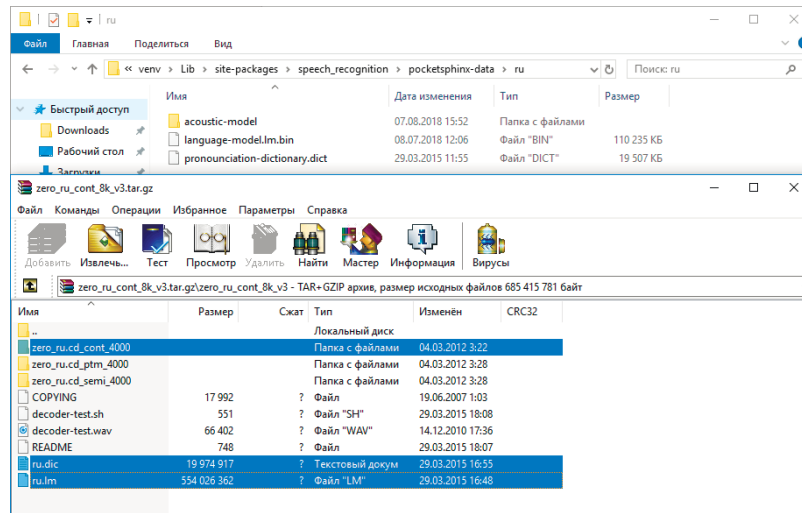 ru
Файл Главная Поделиться Вид
« venv > Lib > site-packages > speech_recognition > pocketsphinx-data > ru Поиск: ru
Имя Дата изменения Тип Размер
Быстрый доступ
acoustic-model 07.08.2018 15:52 Папка с файлами
Downloads
language-model.lm.bin 08.07.2018 12:06 Файл "BIN" 110 235 КБ
Рабочий стол
pronounciation-dictionary.dict 29.03.2015 11:55 Файл "DICT" 19 507 КБ
Загрузки
zero_ru_cont_8k_v3.tar.gz
Файл Команды Операции Избранное Параметры Справка
Добавить Извлечь... Тест Просмотр Удалить Найти Мастер Информация Вирусы
zero_ru_cont_8k_v3.tar.gz\zero_ru_cont_8k_v3 - TAR+GZIP архив, размер исходных файлов 685 415 781 байт
Имя Размер Сжат Тип Изменён CRC32
.. Локальный диск
zero_ru.cd_cont_4000 Папка с файлами 04.03.2012 3:22
zero_ru.cd_ptm_4000 Папка с файлами 04.03.2012 3:28
zero_ru.cd_semi_4000 Папка с файлами 04.03.2012 3:28
COPYING 17 992 ? Файл 19.06.2007 1:03
decoder-test.sh 551 ? Файл "SH" 29.03.2015 18:08
decoder-test.wav 66 402 ? Файл "WAV" 14.12.2010 17:36
README 748 ? Файл 29.03.2015 18:07
ru.dic 19 974 917 ? Текстовый докум 29.03.2015 16:55
ru.lm 554 026 362 ? Файл "LM" 29.03.2015 16:48